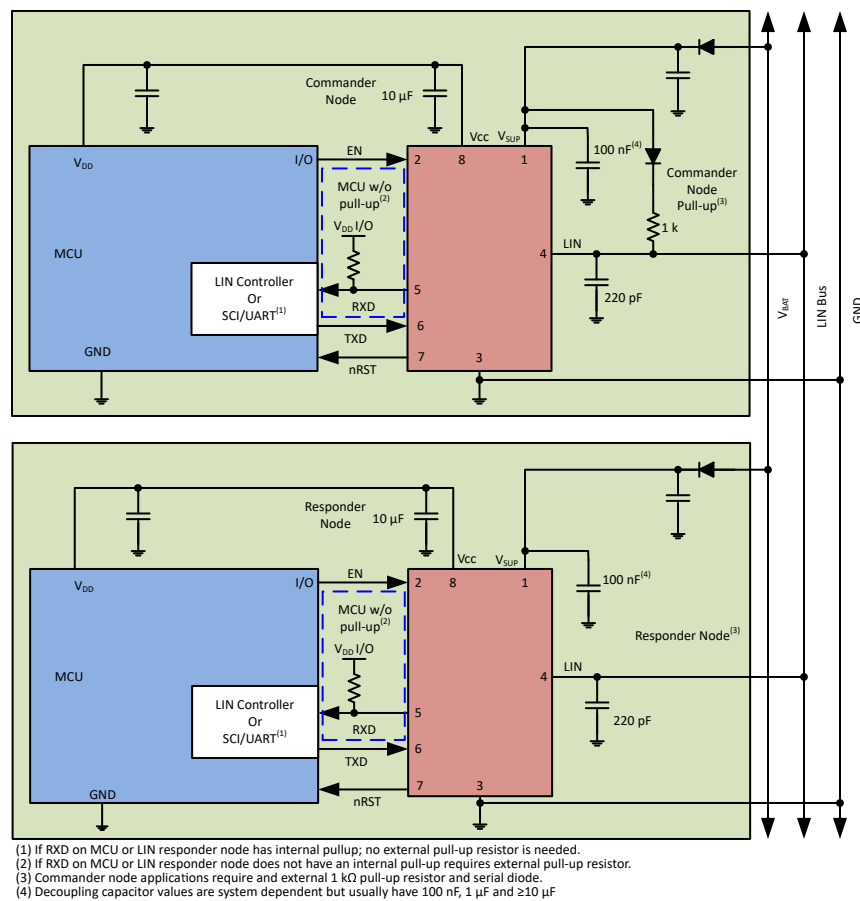 Commander
Node
10 µF
Vcc
VSUP
VDD
I/O
EN
2
8
1
100 nF(4)
Commander
Node
Pull-up(3)
1 k
MCU w/o
pull-up(2)
VDD I/O
MCU
LIN
4
LIN Controller
Or
SCI/UART(1)
5
RXD
220 pF
6
TXD
GND
7
nRST
3
VBAT
LIN Bus
GND
Responder
Node
10 µF
Vcc
VSUP
VDD
I/O
EN
2
8
1
100 nF(4)
MCU w/o
pull-up(2)
Responder Node(3)
VDD I/O
MCU
LIN
4
LIN Controller
Or
SCI/UART(1)
5
RXD
220 pF
6
TXD
GND
7
nRST
3
(1) If RXD on MCU or LIN responder node has internal pullup; no external pull-up resistor is needed.
(2) If RXD on MCU or LIN responder node does not have an internal pull-up requires external pull-up resistor.
(3) Commander node applications require and external 1 kΩ pull-up resistor and serial diode.
(4) Decoupling capacitor values are system dependent but usually have 100 nF, 1 µF and ≥10 µF